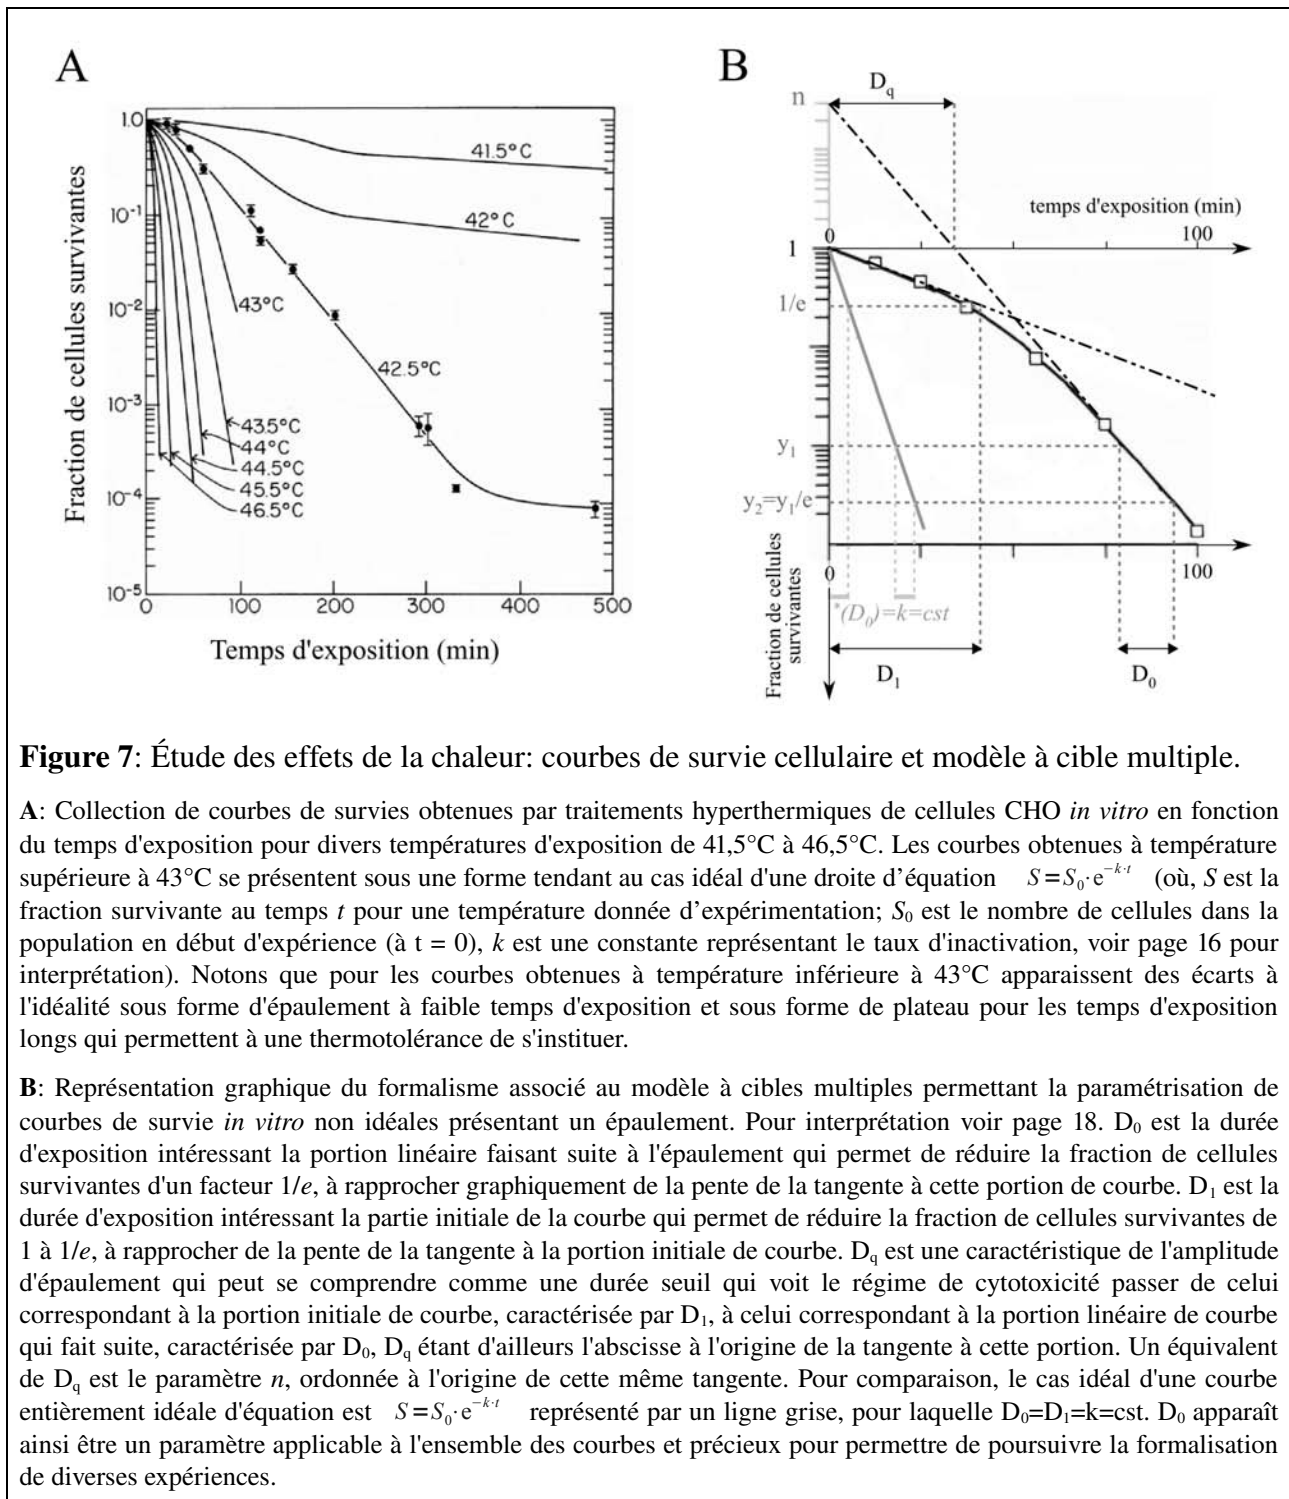 A
Fraction de cellules survivantes
1.0
10-1
10-2
10-3
10-4
10-5
0 100 200 300 400 500
41.5°C
42°C
43°C
42.5°C
43.5°C
44°C
44.5°C
45.5°C
46.5°C
Temps d'exposition (min)
B
n
Dq
temps d'exposition (min)
0 100
1
1/e
y1
y2=y1/e
0 100
*(D0)=k=cst
Fraction de cellules
survivantes
D1
D0
Figure 7: Étude des effets de la chaleur: courbes de survie cellulaire et modèle à cible multiple.
A: Collection de courbes de survies obtenues par traitements hyperthermiques de cellules CHO in vitro en fonction
du temps d'exposition pour divers températures d'exposition de 41,5°C à 46,5°C. Les courbes obtenues à température
supérieure à 43°C se présentent sous une forme tendant au cas idéal d'une droite d'équation S=S0·e−k·t (où, S est la
fraction survivante au temps t pour une température donnée d'expérimentation; S0 est le nombre de cellules dans la
population en début d'expérience (à t = 0), k est une constante représentant le taux d'inactivation, voir page 16 pour
interprétation). Notons que pour les courbes obtenues à température inférieure à 43°C apparaissent des écarts à
l'idéalité sous forme d'épaulement à faible temps d'exposition et sous forme de plateau pour les temps d'exposition
longs qui permettent à une thermotolérance de s'instituer.
B: Représentation graphique du formalisme associé au modèle à cibles multiples permettant la paramétrisation de
courbes de survie in vitro non idéales présentant un épaulement. Pour interprétation voir page 18. D0 est la durée
d'exposition intéressant la portion linéaire faisant suite à l'épaulement qui permet de réduire la fraction de cellules
survivantes d'un facteur 1/e, à rapprocher graphiquement de la pente de la tangente à cette portion de courbe. D1 est la
durée d'exposition intéressant la partie initiale de la courbe qui permet de réduire la fraction de cellules survivantes de
1 à 1/e, à rapprocher de la pente de la tangente à la portion initiale de courbe. Dq est une caractéristique de l'amplitude
d'épaulement qui peut se comprendre comme une durée seuil qui voit le régime de cytotoxicité passer de celui
correspondant à la portion initiale de courbe, caractérisée par D1, à celui correspondant à la portion linéaire de courbe
qui fait suite, caractérisée par D0, Dq étant d'ailleurs l'abscisse à l'origine de la tangente à cette portion. Un équivalent
de Dq est le paramètre n, ordonnée à l'origine de cette même tangente. Pour comparaison, le cas idéal d'une courbe
entièrement idéale d'équation est S=S0·e−k·t représenté par un ligne grise, pour laquelle D0=D1=k=cst. D0 apparaît
ainsi être un paramètre applicable à l'ensemble des courbes et précieux pour permettre de poursuivre la formalisation
de diverses expériences.